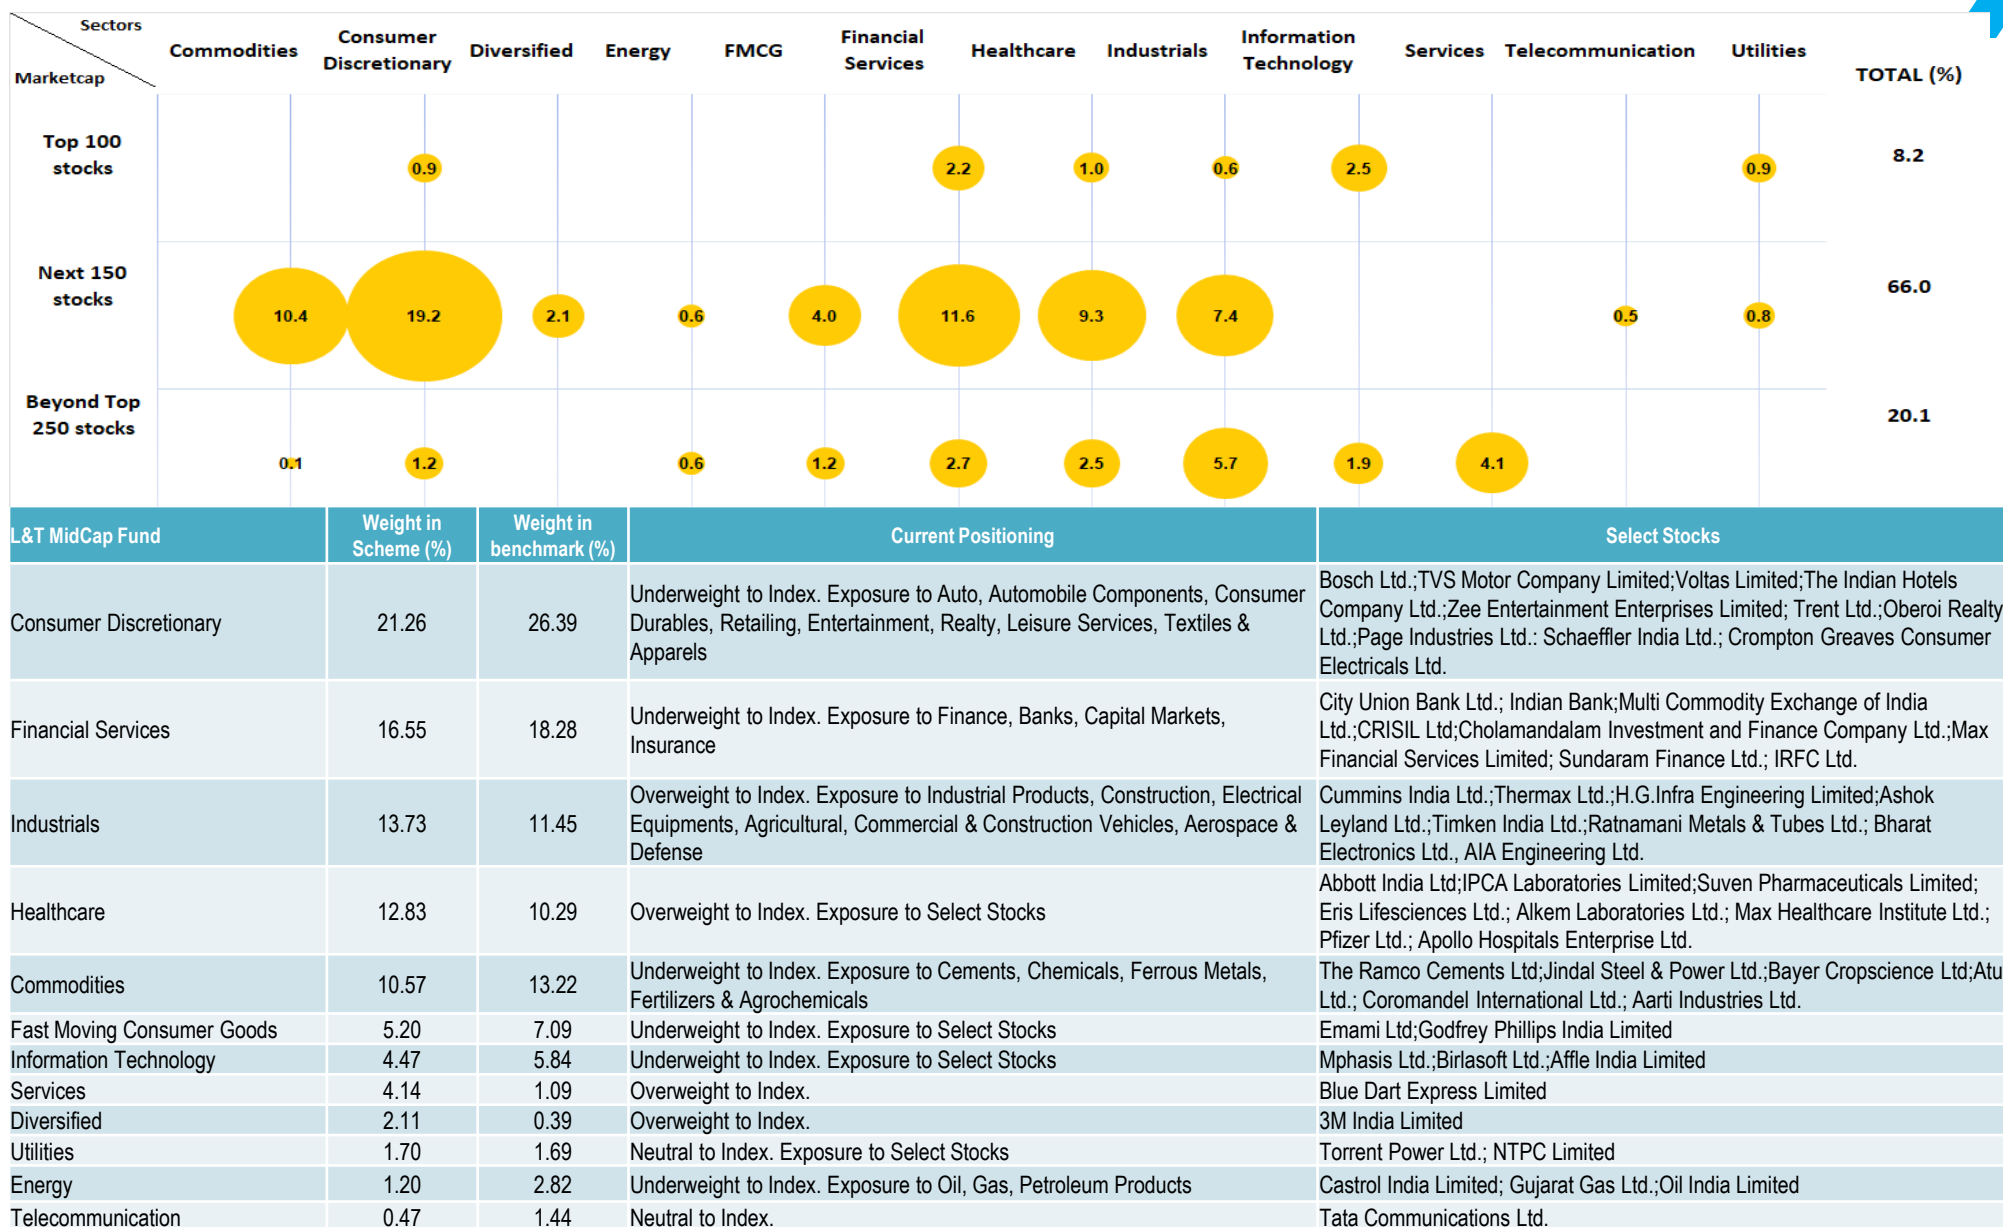 Sectors
Marketcap
Commodities
Consumer
Discretionary
Diversified
Energy
FMCG
Financial
Services
Healthcare
Industrials
Information
Technology
Services
Telecommunication
Utilities
TOTAL (%)
Top 100
stocks
0.9
2.2
1.0
0.6
2.5
0.9
8.2
Next 150
stocks
10.4
19.2
2.1
0.6
4.0
11.6
9.3
7.4
0.5
0.8
66.0
Beyond Top
250 stocks
0.1
1.2
0.6
1.2
2.7
2.5
5.7
1.9
4.1
20.1
L&T MidCap Fund
Weight in
Scheme (%)
Weight in
benchmark (%)
Current Positioning
Select Stocks
Consumer Discretionary
21.26
26.39
Underweight to Index. Exposure to Auto, Automobile Components, Consumer
Durables, Retailing, Entertainment, Realty, Leisure Services, Textiles &
Apparels
Bosch Ltd.;TVS Motor Company Limited;Voltas Limited;The Indian Hotels
Company Ltd.;Zee Entertainment Enterprises Limited; Trent Ltd.;Oberoi Realty
Ltd.;Page Industries Ltd.: Schaeffler India Ltd.; Crompton Greaves Consumer
Electricals Ltd.
Financial Services
16.55
18.28
Underweight to Index. Exposure to Finance, Banks, Capital Markets,
Insurance
City Union Bank Ltd.; Indian Bank;Multi Commodity Exchange of India
Ltd.;CRISIL Ltd;Cholamandalam Investment and Finance Company Ltd.;Max
Financial Services Limited; Sundaram Finance Ltd.; IRFC Ltd.
Industrials
13.73
11.45
Overweight to Index. Exposure to Industrial Products, Construction, Electrical
Equipments, Agricultural, Commercial & Construction Vehicles, Aerospace &
Defense
Cummins India Ltd.;Thermax Ltd.;H.G.Infra Engineering Limited;Ashok
Leyland Ltd.;Timken India Ltd.;Ratnamani Metals & Tubes Ltd.; Bharat
Electronics Ltd., AIA Engineering Ltd.
Healthcare
12.83
10.29
Overweight to Index. Exposure to Select Stocks
Abbott India Ltd;IPCA Laboratories Limited;Suven Pharmaceuticals Limited;
Eris Lifesciences Ltd.; Alkem Laboratories Ltd.; Max Healthcare Institute Ltd.;
Pfizer Ltd.; Apollo Hospitals Enterprise Ltd.
Commodities
10.57
13.22
Underweight to Index. Exposure to Cements, Chemicals, Ferrous Metals,
Fertilizers & Agrochemicals
The Ramco Cements Ltd;Jindal Steel & Power Ltd.;Bayer Cropscience Ltd;Atu
Ltd.; Coromandel International Ltd.; Aarti Industries Ltd.
Fast Moving Consumer Goods
5.20
7.09
Underweight to Index. Exposure to Select Stocks
Emami Ltd;Godfrey Phillips India Limited
Information Technology
4.47
5.84
Underweight to Index. Exposure to Select Stocks
Mphasis Ltd.;Birlasoft Ltd.;Affle India Limited
Services
4.14
1.09
Overweight to Index.
Blue Dart Express Limited
Diversified
2.11
0.39
Overweight to Index.
3M India Limited
Utilities
1.70
1.69
Neutral to Index. Exposure to Select Stocks
Torrent Power Ltd.; NTPC Limited
Energy
1.20
2.82
Underweight to Index. Exposure to Oil, Gas, Petroleum Products
Castrol India Limited; Gujarat Gas Ltd.;Oil India Limited
Telecommunication
0.47
1.44
Neutral to Index.
Tata Communications Ltd.